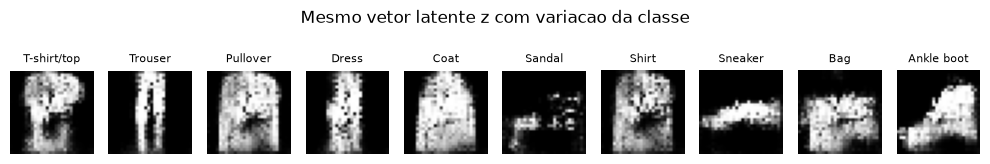 Mesmo vetor latente z com variacao da classe
T-shirt/top Trouser Pullover Dress Coat Sandal Shirt Sneaker Bag Ankle boot